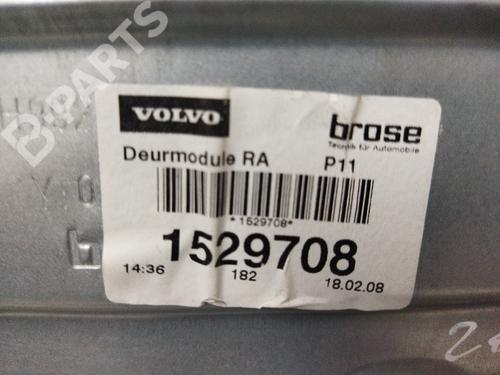 B-PARTS
VOLVO
brose
Technik für Automobile
Deurmodule RA
P11
*1529708*
1529708
14:36
182
18.02.08